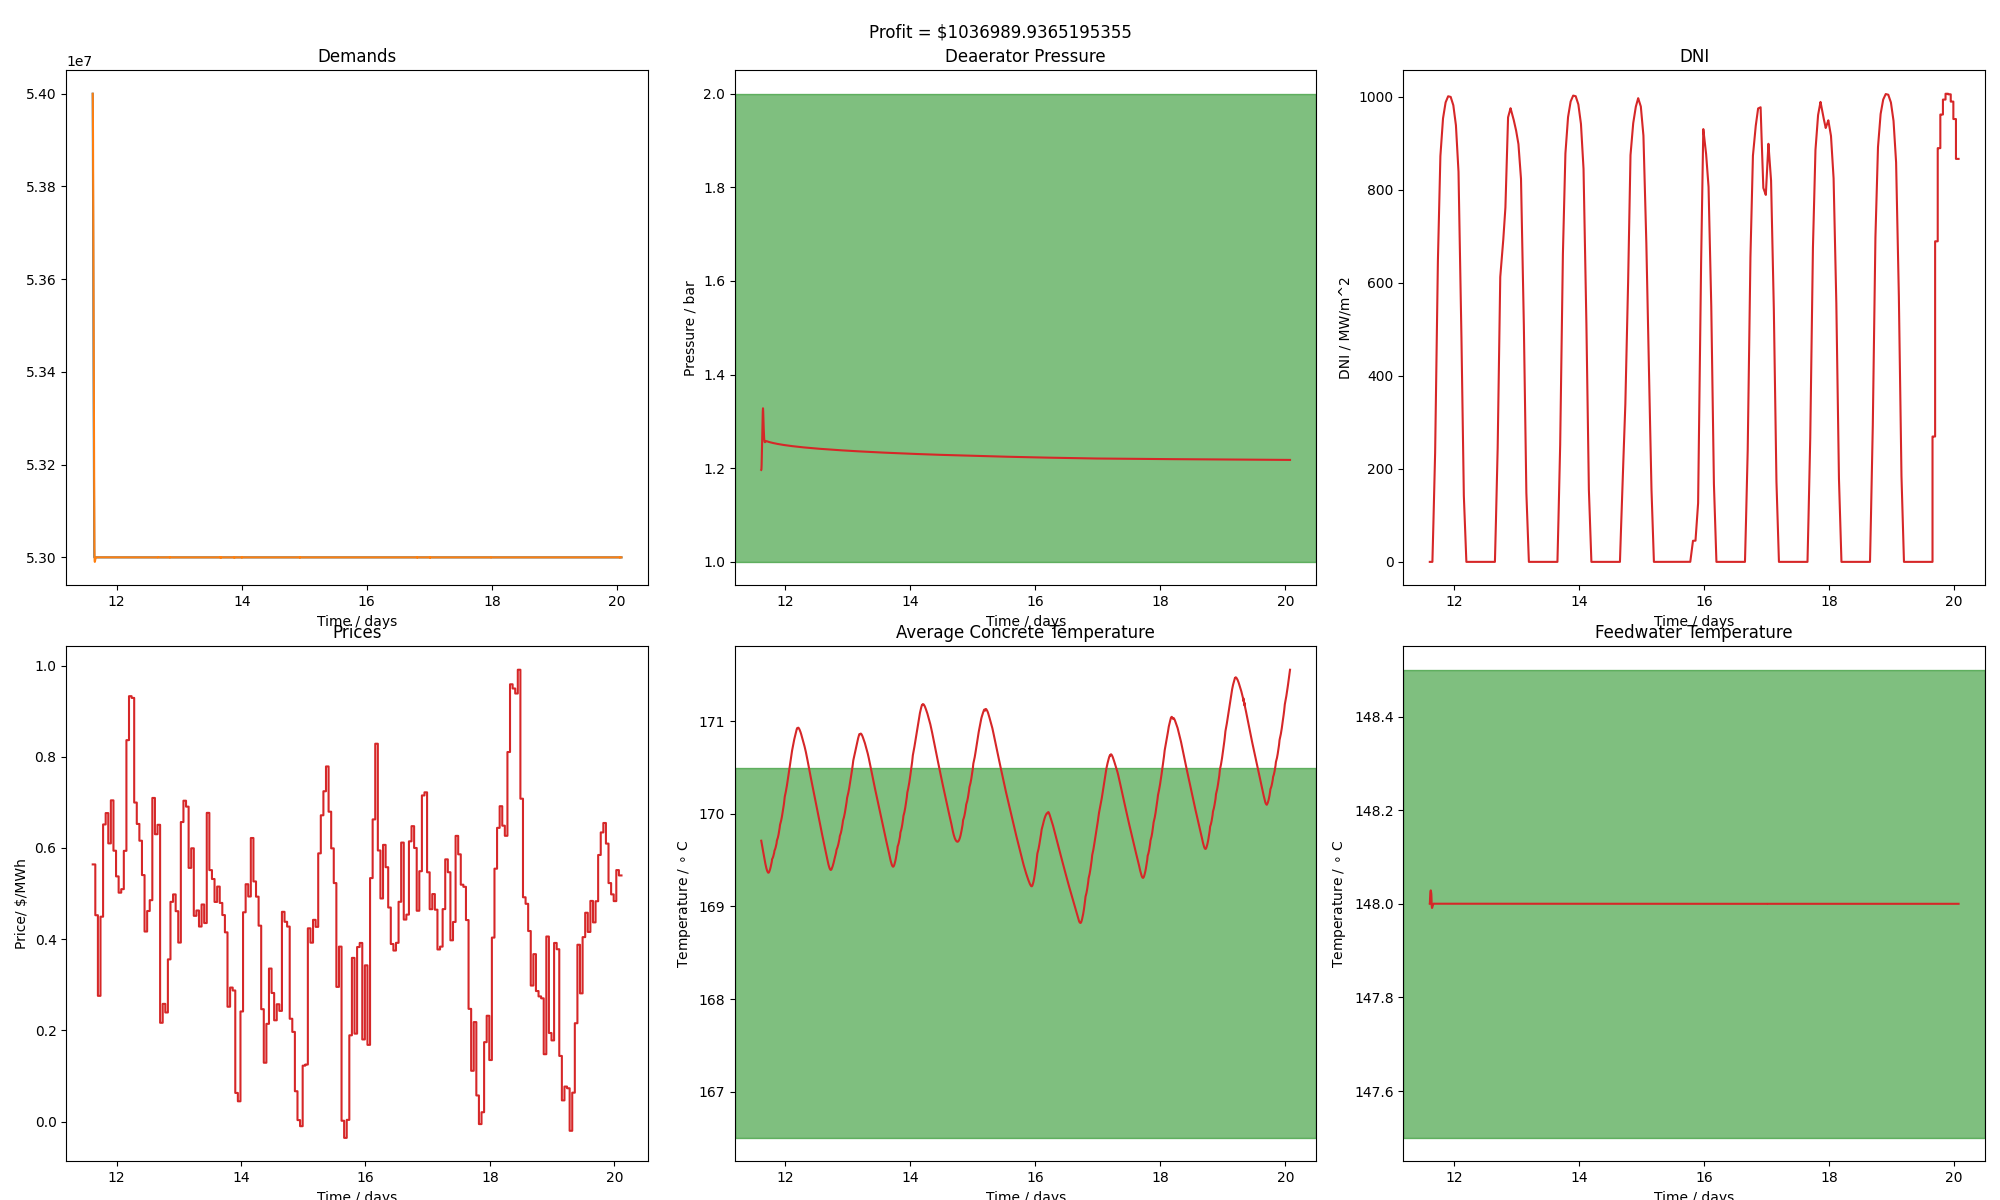 Profit = $1036989.9365195355
Demands
1e7
5.40
5.38
5.36
5.34
5.32
5.30
12 14 16 18 20
Time / days
Deaerator Pressure
Pressure / bar
2.0
1.8
1.6
1.4
1.2
1.0
12 14 16 18 20
Time / days
DNI
DNI / MW/m^2
1000
800
600
400
200
0
12 14 16 18 20
Time / days
Prices
Price/ $/MWh
1.0
0.8
0.6
0.4
0.2
0.0
12 14 16 18 20
Time / days
Average Concrete Temperature
Temperature / ∘ C
171
170
169
168
167
12 14 16 18 20
Time / days
Feedwater Temperature
Temperature / ∘ C
148.4
148.2
148.0
147.8
147.6
12 14 16 18 20
Time / days